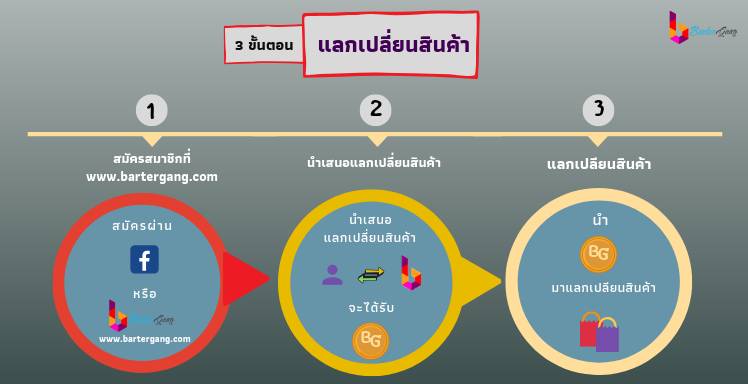 3 ขั้นตอน
แลกเปลี่ยนสินค้า
Barter Gang
1
2
3
สมัครสมาชิกที่
www.bartergang.com
นำเสนอแลกเปลี่ยนสินค้า
แลกเปลียนสินค้า
สมัครผ่าน
f
หรือ
Barter Gang
www.bartergang.com
นำเสนอ
แลกเปลี่ยนสินค้า
จะได้รับ
BG
นำ
BG
มาแลกเปลียนสินค้า